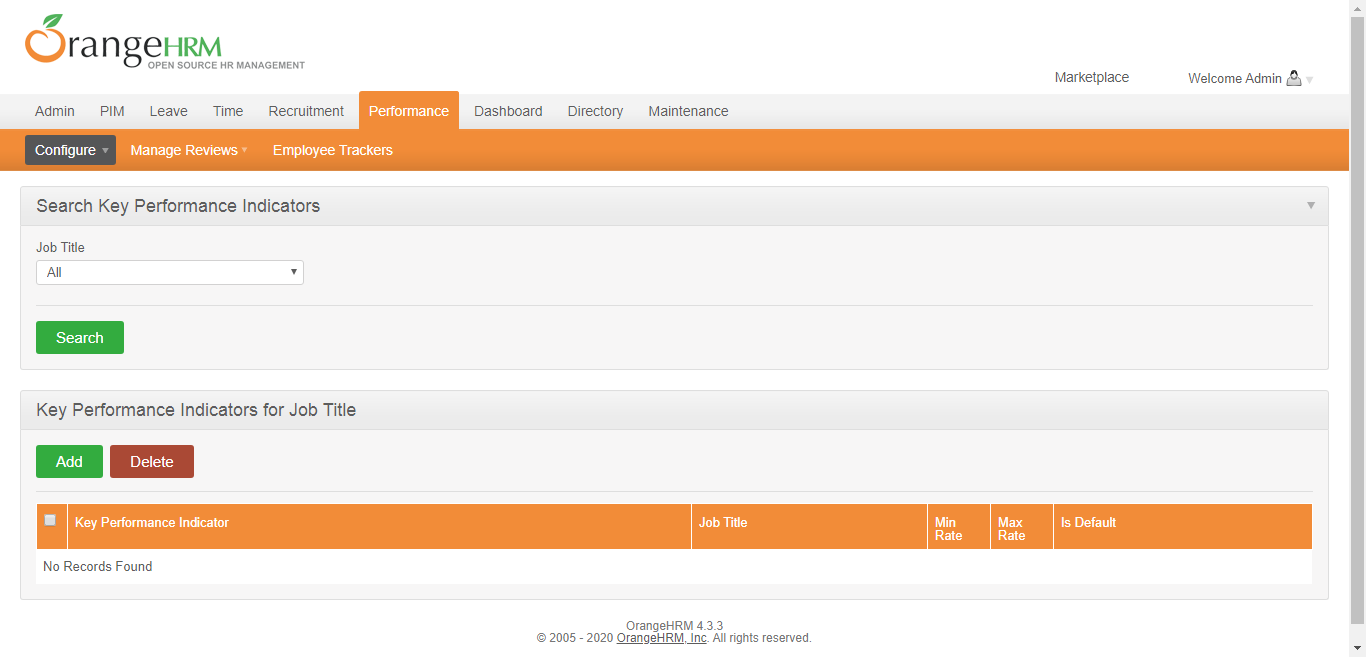 OrangeHRM
OPEN SOURCE HR MANAGEMENT
Marketplace Welcome Admin
Admin PIM Leave Time Recruitment Performance Dashboard Directory Maintenance
Configure Manage Reviews Employee Trackers
Search Key Performance Indicators
Job Title
All
Search
Key Performance Indicators for Job Title
Add Delete
Key Performance Indicator Job Title Min Rate Max Rate Is Default
No Records Found
OrangeHRM 4.3.3
© 2005 - 2020 OrangeHRM, Inc. All rights reserved.